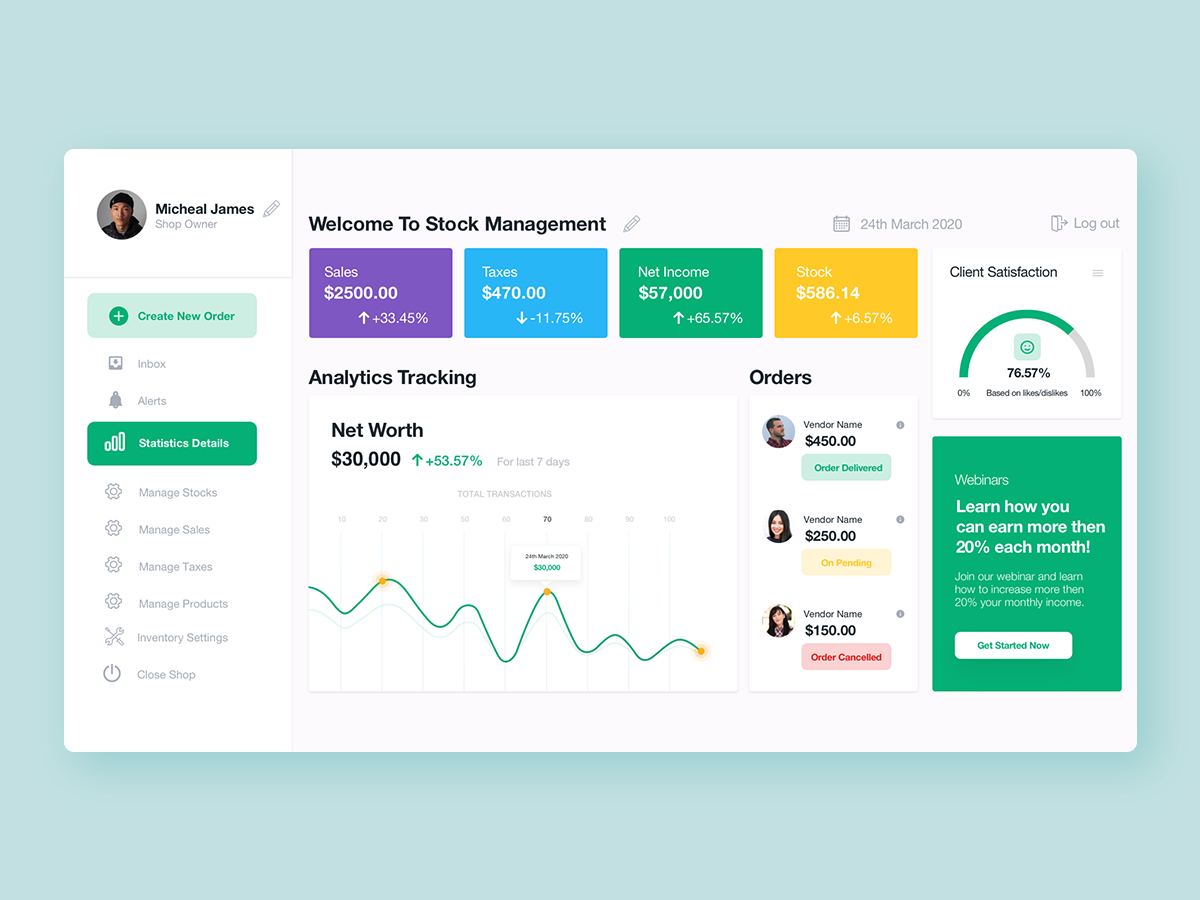 Micheal James
Shop Owner
Create New Order
Inbox
Alerts
Statistics Details
Manage Stocks
Manage Sales
Manage Taxes
Manage Products
Inventory Settings
Close Shop
Welcome To Stock Management
24th March 2020
Log out
Sales
$2500.00
+33.45%
Taxes
$470.00
-11.75%
Net Income
$57,000
+65.57%
Stock
$586.14
+6.57%
Analytics Tracking
Net Worth
$30,000 +53.57% For last 7 days
TOTAL TRANSACTIONS
10 20 30 50 60 70 80 90 100
24th March 2020
$30,000
Orders
Vendor Name
$450.00
Order Delivered
Vendor Name
$250.00
On Pending
Vendor Name
$150.00
Order Cancelled
Client Satisfaction
76.57%
0% Based on likes/dislikes 100%
Webinars
Learn how you
can earn more then
20% each month!
Join our webinar and learn
how to increase more then
20% your monthly income.
Get Started Now